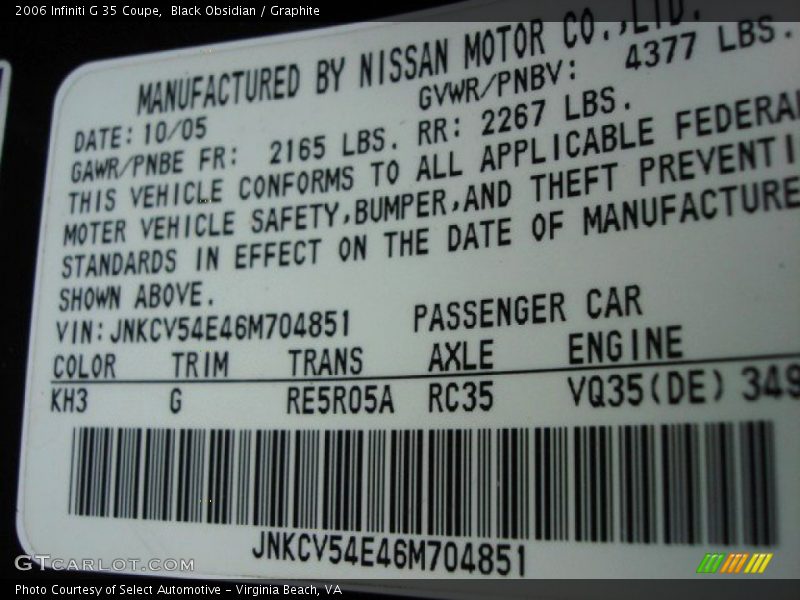 2006 Infiniti G 35 Coupe,  Black Obsidian / Graphite
MANUFACTURED BY NISSAN MOTOR CO.,LTD.
DATE:10/05 GVWR/PNBV: 4377 LBS.
GAWR/PNBE FR: 2165 LBS. RR: 2267 LBS.
THIS VEHICLE CONFORMS TO ALL APPLICABLE FEDERAL
MOTER VEHICLE SAFETY,BUMPER,AND THEFT PREVENTI
STANDARDS IN EFFECT ON THE DATE OF MANUFACTURE
SHOWN ABOVE.
VIN:JNKCV54E46M704851 PASSENGER CAR
COLOR TRIM TRANS AXLE ENGINE
KH3 G RE5R05A RC35 VQ35(DE) 349
JNKCV54E46M704851
GTcarlot.com
Photo Courtesy of Select Automotive - Virginia Beach, VA